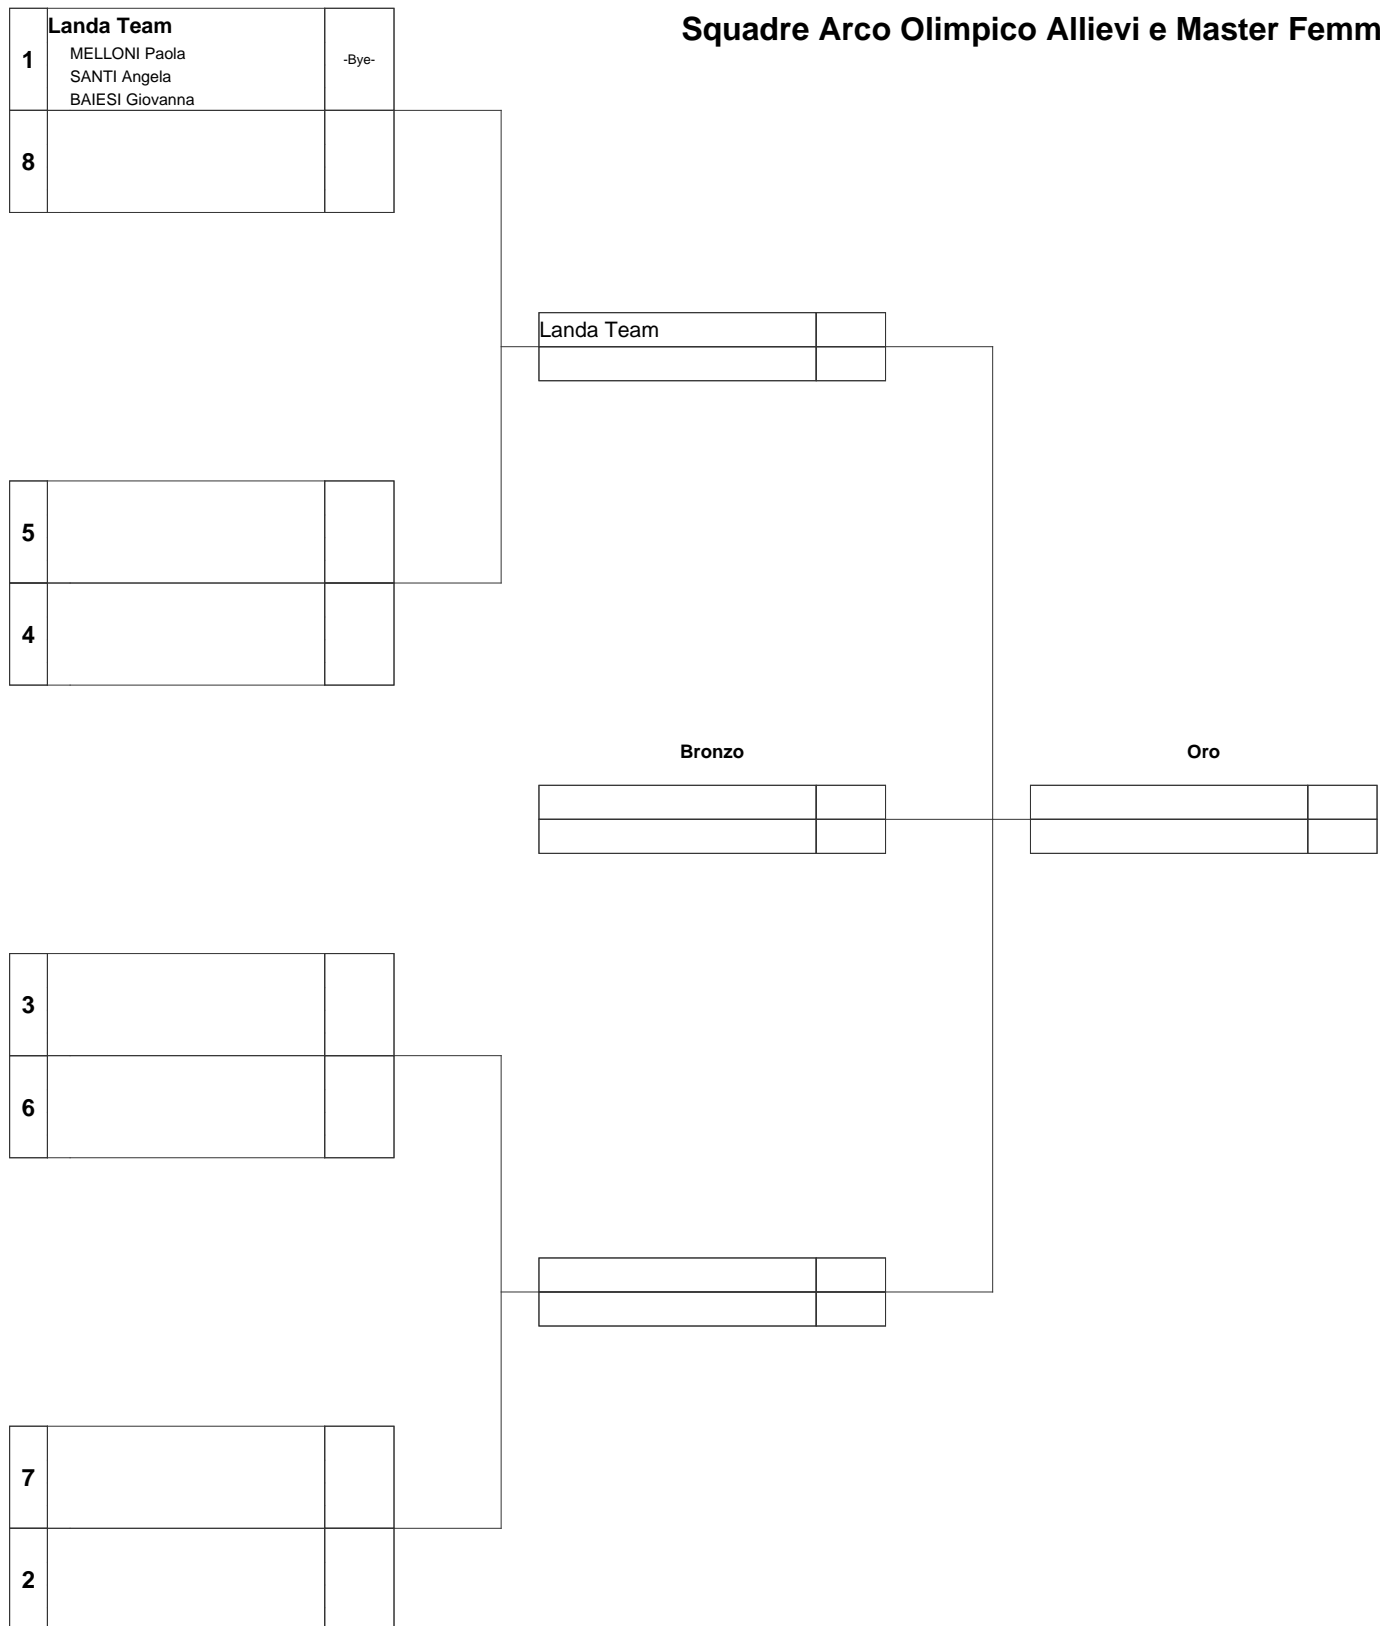 Squadre Arco Olimpico Allievi e Master Femm
1
Landa Team
MELLONI Paola
SANTI Angela
BAIESI Giovanna
-Bye-
8
Landa Team
5
4
Bronzo
Oro
3
6
7
2